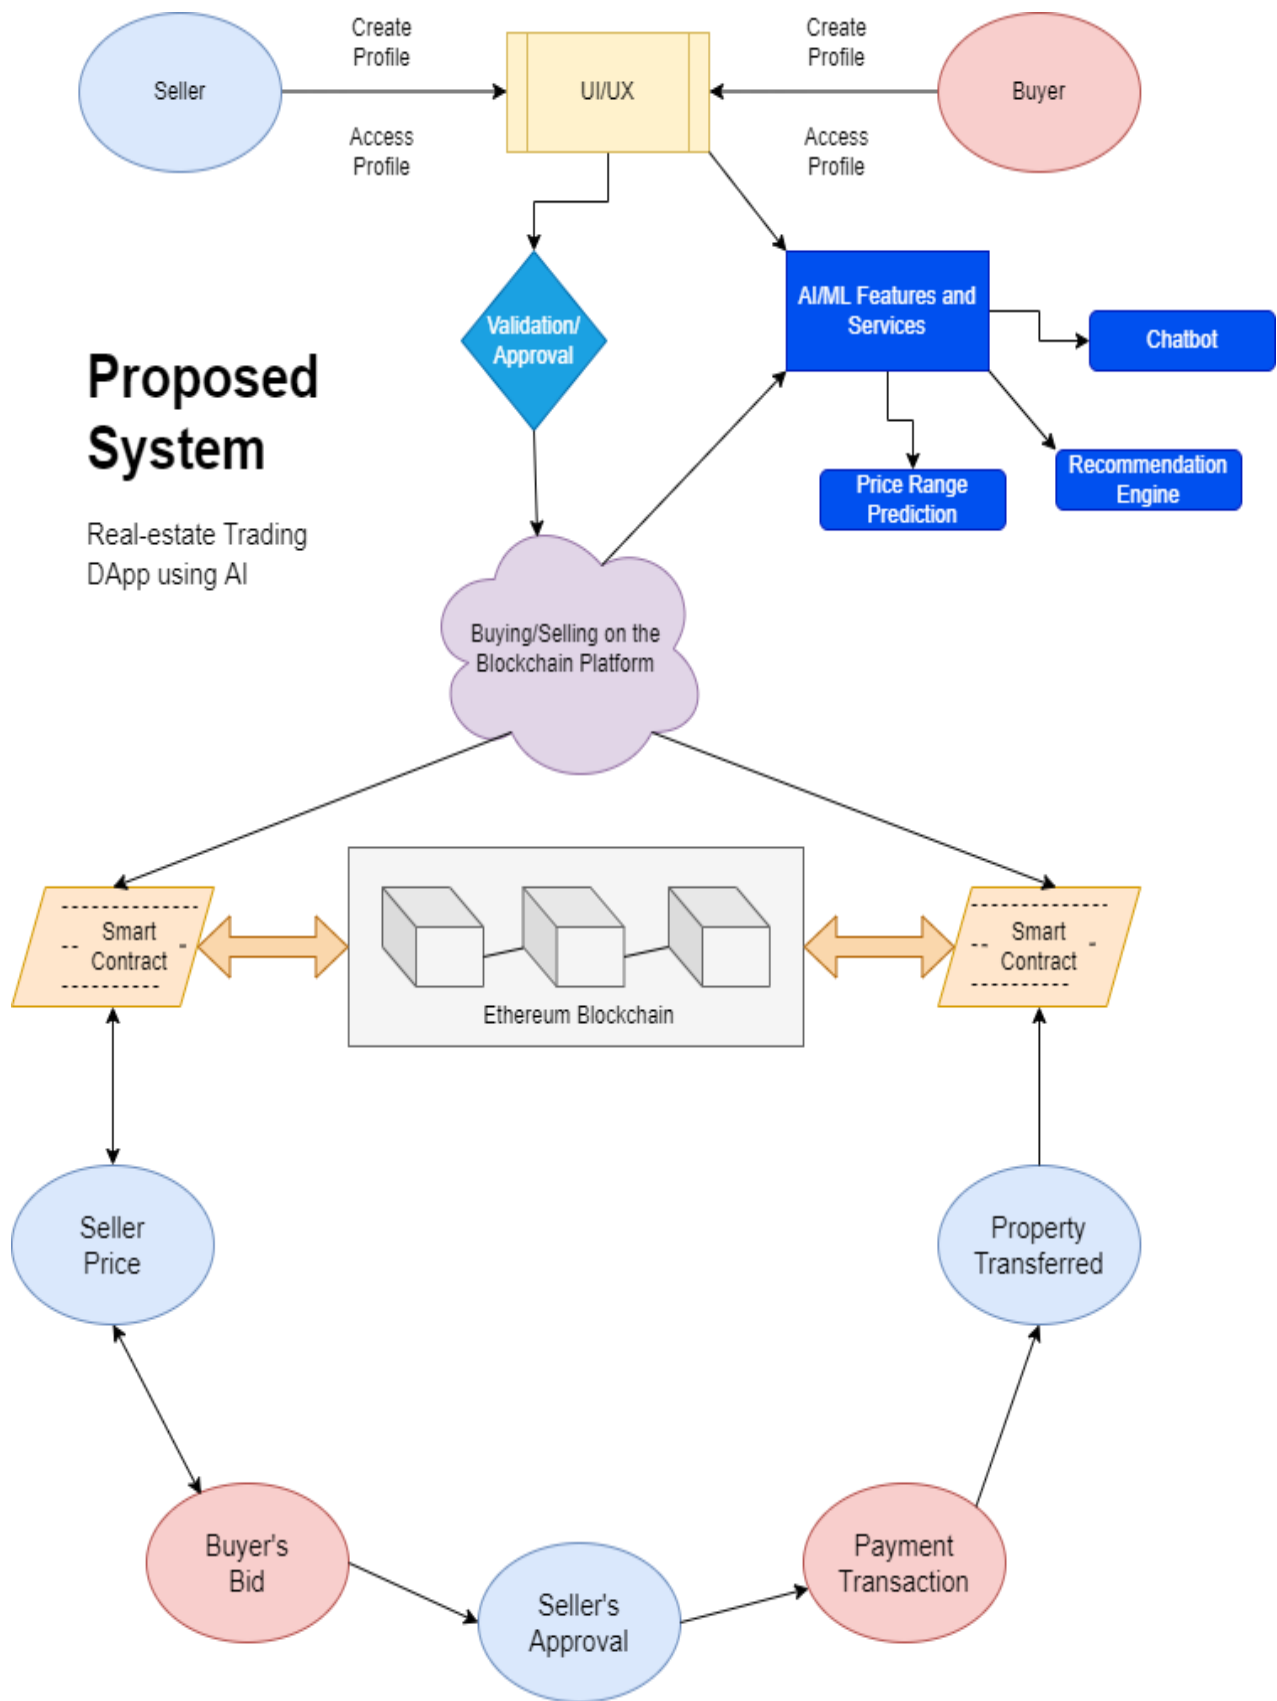 Create
Profile
Create
Profile
Seller
UI/UX
Buyer
Access
Profile
Access
Profile
AI/ML Features and
Services
Validation/
Approval
Chatbot
Proposed
System
Recommendation
Engine
Price Range
Prediction
Real-estate Trading
DApp using AI
Buying/Selling on the
Blockchain Platform
Smart
Contract
Smart
Contract
Ethereum Blockchain
Seller
Price
Property
Transferred
Buyer's
Bid
Payment
Transaction
Seller's
Approval